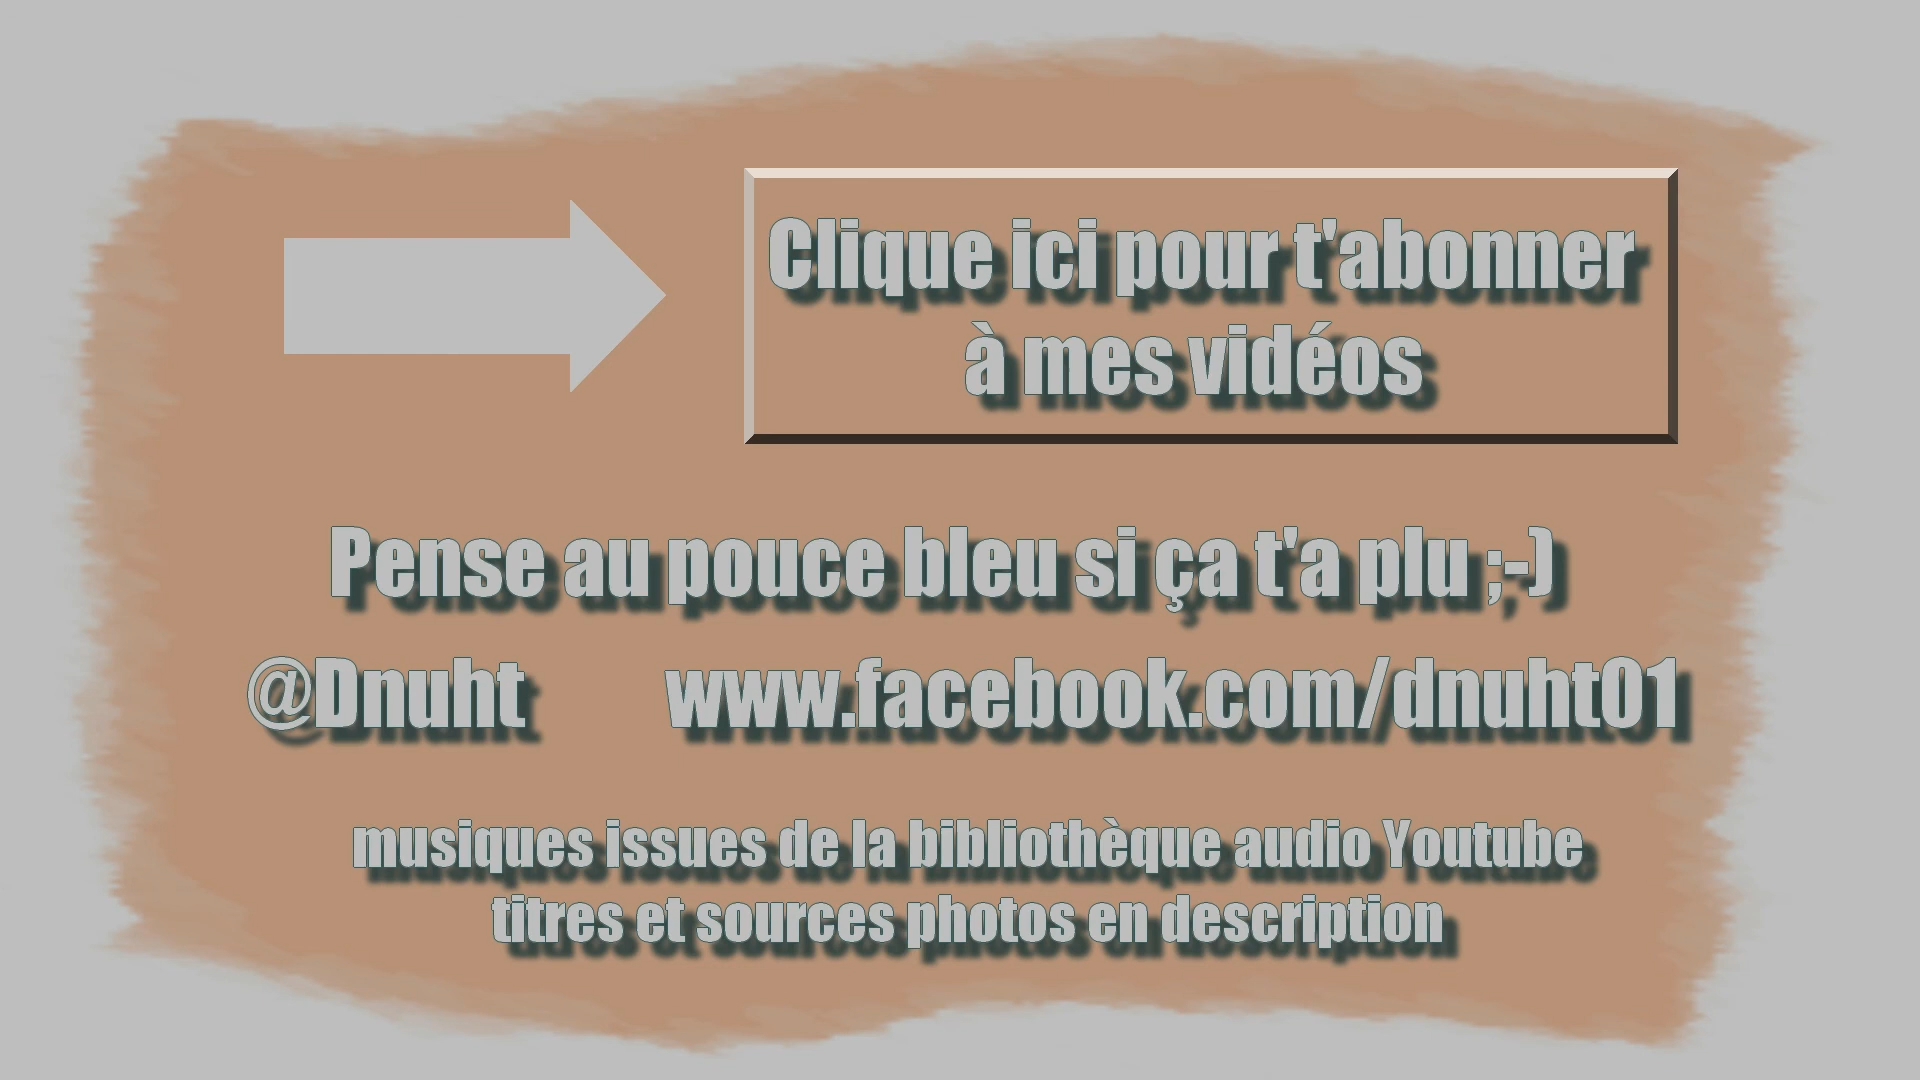 Clique ici pour t'abonner
à mes vidéos
Pense au pouce bleu si ça t'a plu ;-)
@Dnuht www.facebook.com/dnuht01
musiques issues de la bibliothèque audio Youtube
titres et sources photos en description